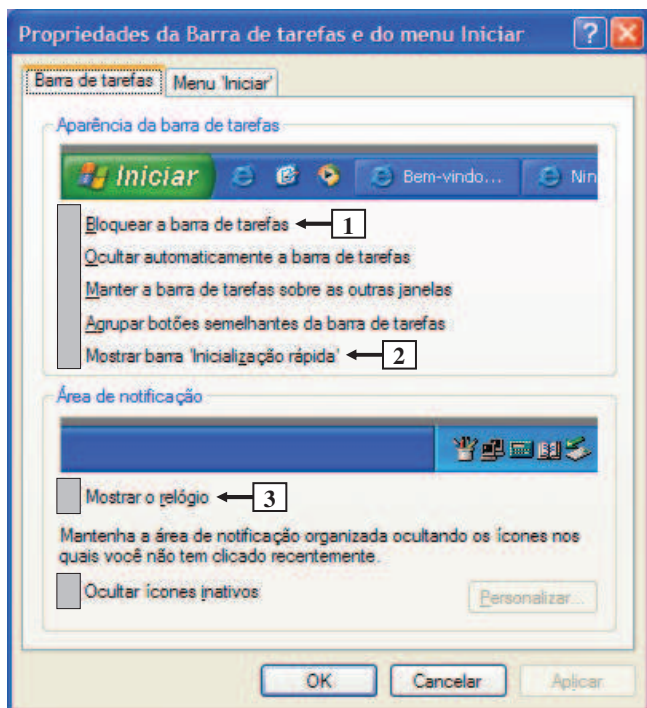 Propriedades da Barra de tarefas e do menu Iniciar
Barra de tarefas Menu 'Iniciar'
Aparência da barra de tarefas
Iniciar Bem-vindo... Nin
Bloquear a barra de tarefas 1
Ocultar automaticamente a barra de tarefas
Manter a barra de tarefas sobre as outras janelas
Agrupar botões semelhantes da barra de tarefas
Mostrar barra 'Inicialização rápida' 2
Área de notificação
Mostrar o relógio 3
Mantenha a área de notificação organizada ocultando os ícones nos
quais você não tem clicado recentemente.
Ocultar ícones inativos Personalizar...
OK Cancelar Aplicar